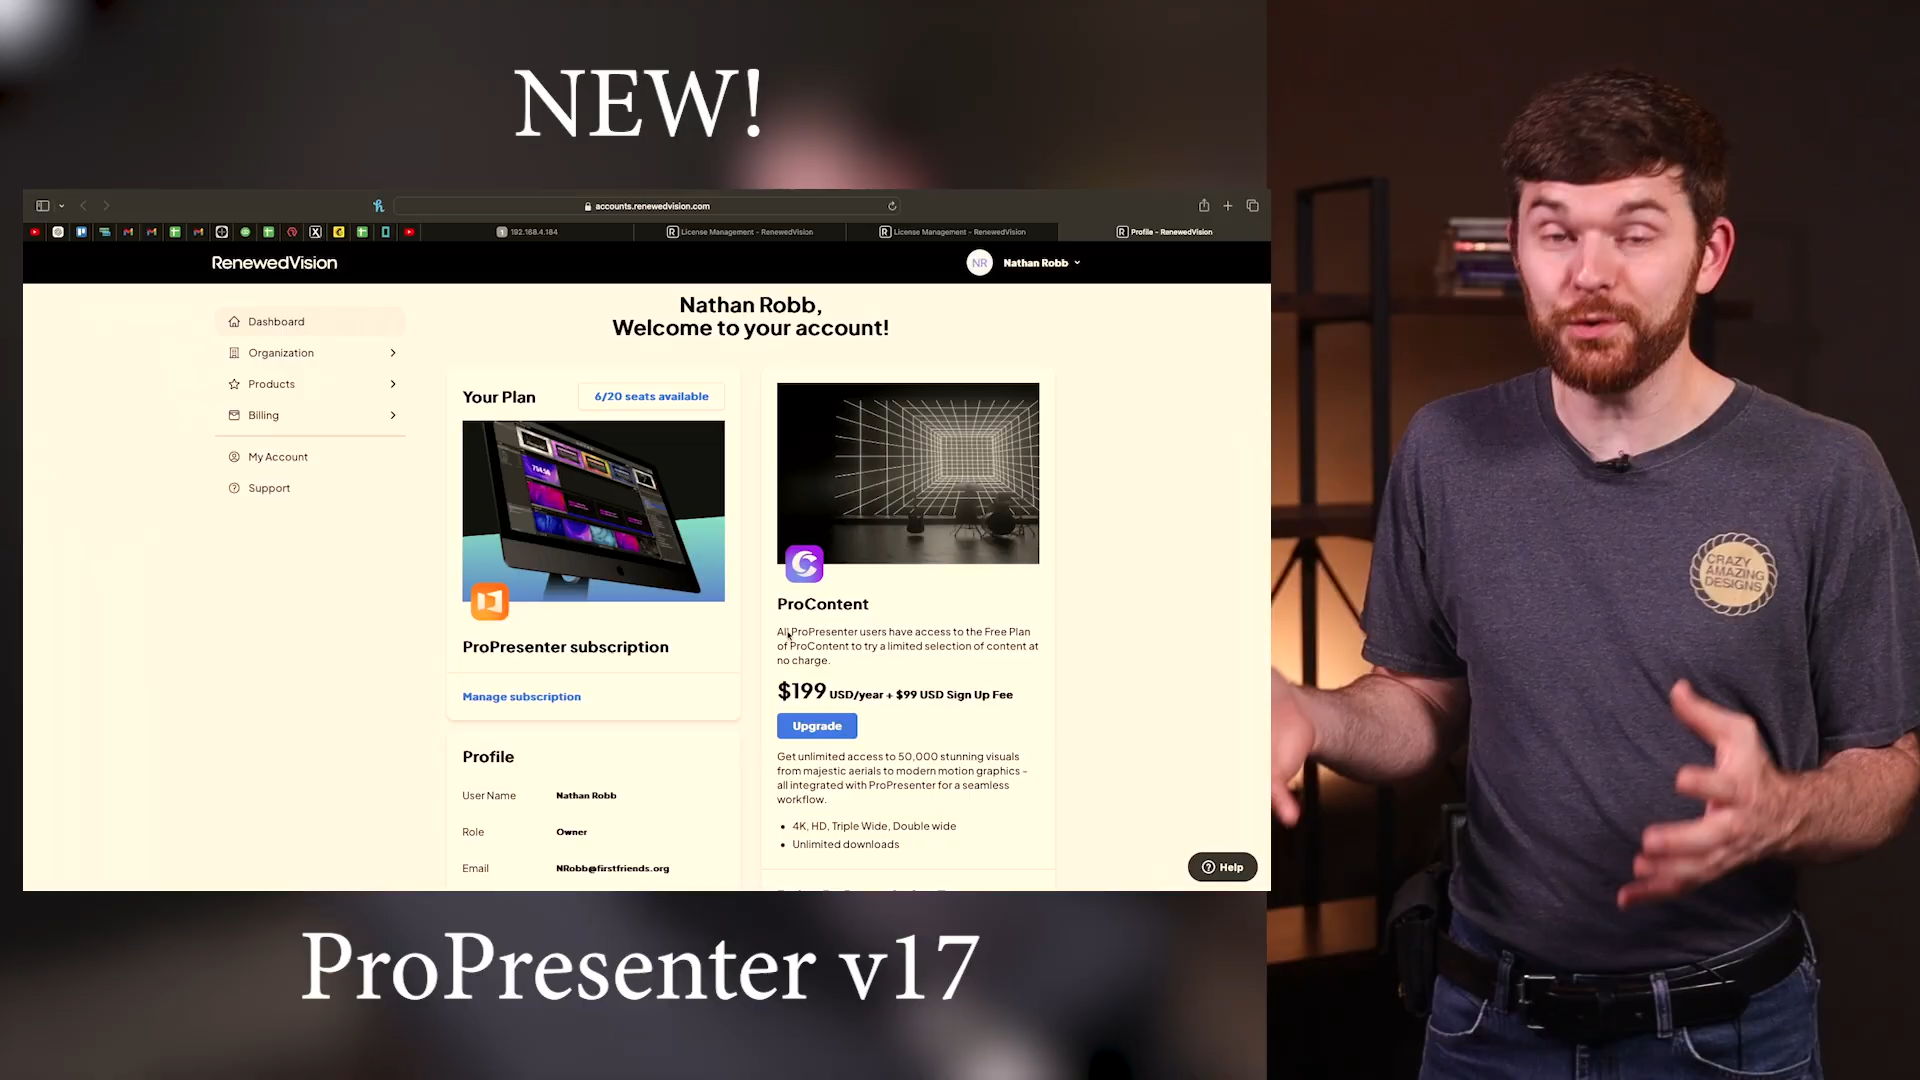 NEW!
accounts.renewedvision.com
192.168.4.184
License Management - RenewedVision
License Management - RenewedVision
Profile - RenewedVision
RenewedVision
NR
Nathan Robb
Nathan Robb,
Welcome to your account!
Dashboard
Organization
Products
Billing
My Account
Support
Your Plan
6/20 seats available
ProPresenter subscription
Manage subscription
Profile
User Name
Nathan Robb
Role
Owner
Email
NRobb@firstfriends.org
ProContent
All ProPresenter users have access to the Free Plan
of ProContent to try a limited selection of content at
no charge.
$199 USD/year + $99 USD Sign Up Fee
Upgrade
Get unlimited access to 50,000 stunning visuals
from majestic aerials to modern motion graphics –
all integrated with ProPresenter for a seamless
workflow.
• 4K, HD, Triple Wide, Double wide
• Unlimited downloads
Help
CRAZY
AMAZING
DESIGNS
ProPresenter v17